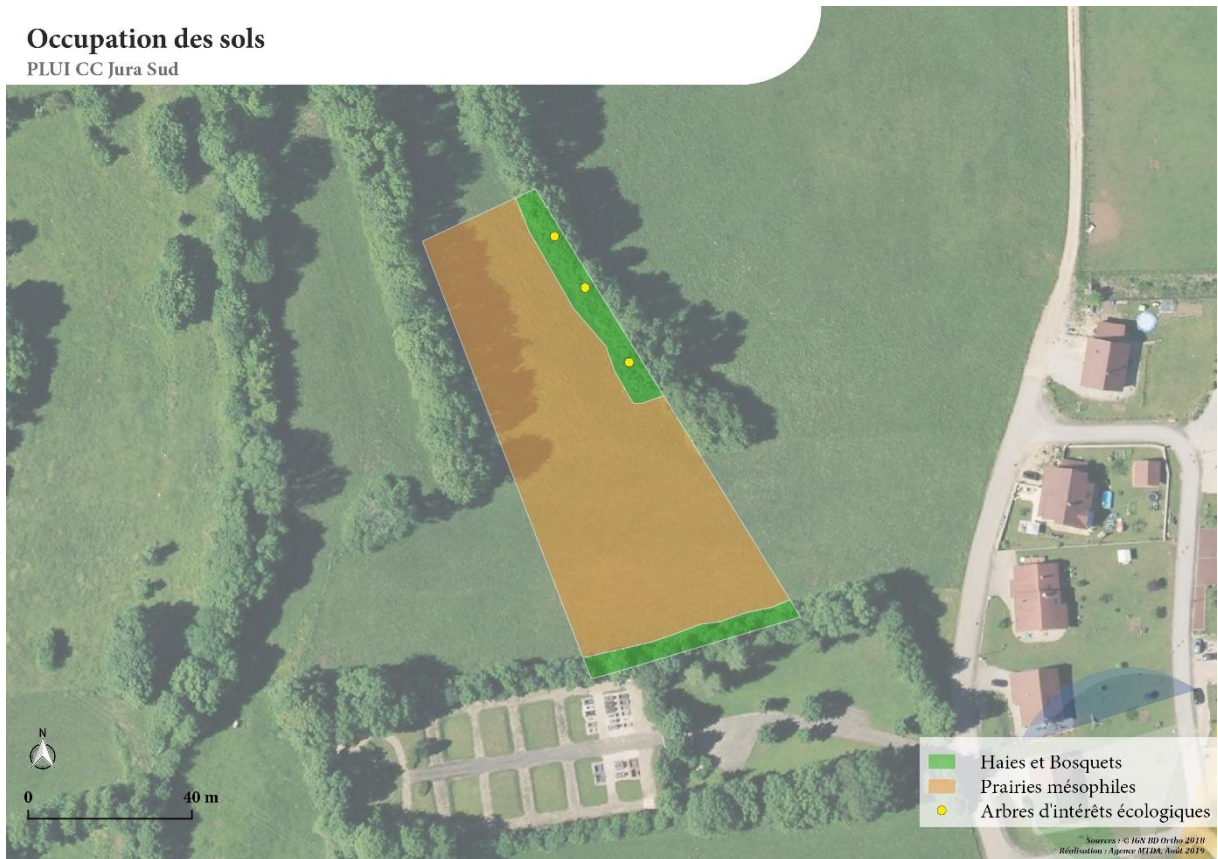 Occupation des sols
PLUI CC Jura Sud
N
0 40 m
Haies et Bosquets
Prairies mésophiles
Arbres d'intérêts écologiques
Sources : © IGN BD Ortho 2018
Réalisation : Agence MTDA, Août 2019